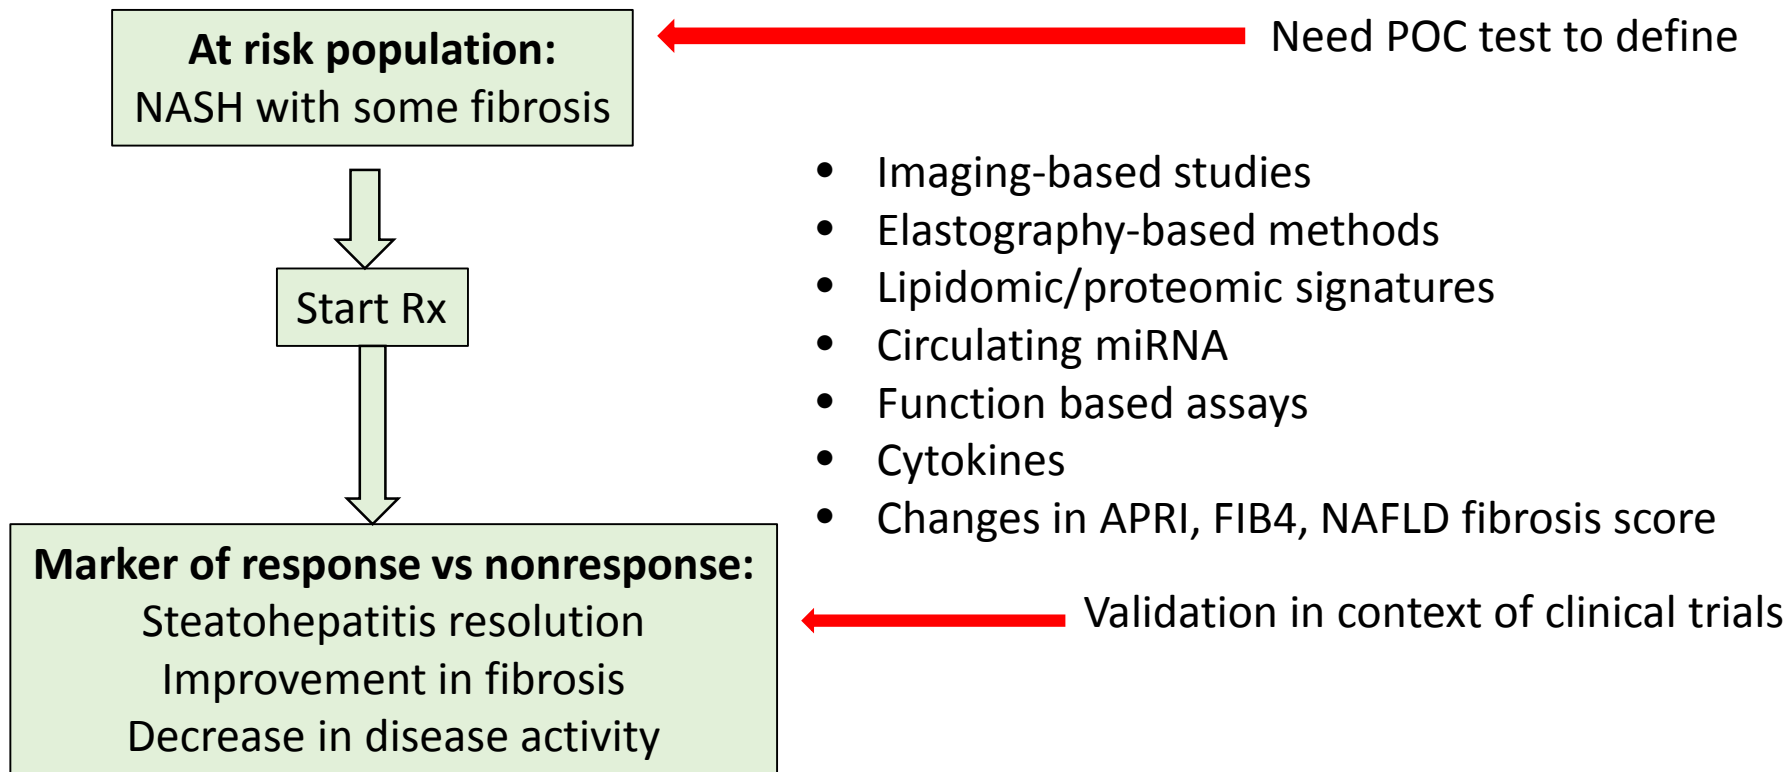 At risk population:
NASH with some fibrosis
Need POC test to define
Start Rx
• Imaging-based studies
• Elastography-based methods
• Lipidomic/proteomic signatures
• Circulating miRNA
• Function based assays
• Cytokines
• Changes in APRI, FIB4, NAFLD fibrosis score
Marker of response vs nonresponse:
Steatohepatitis resolution
Improvement in fibrosis
Decrease in disease activity
Validation in context of clinical trials